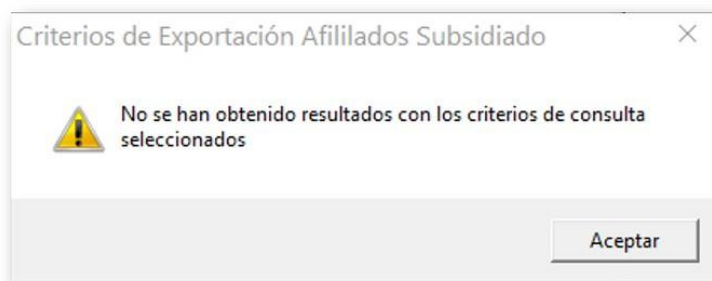 Criterios de Exportación Afililados Subsidiado
No se han obtenido resultados con los criterios de consulta
seleccionados
Aceptar